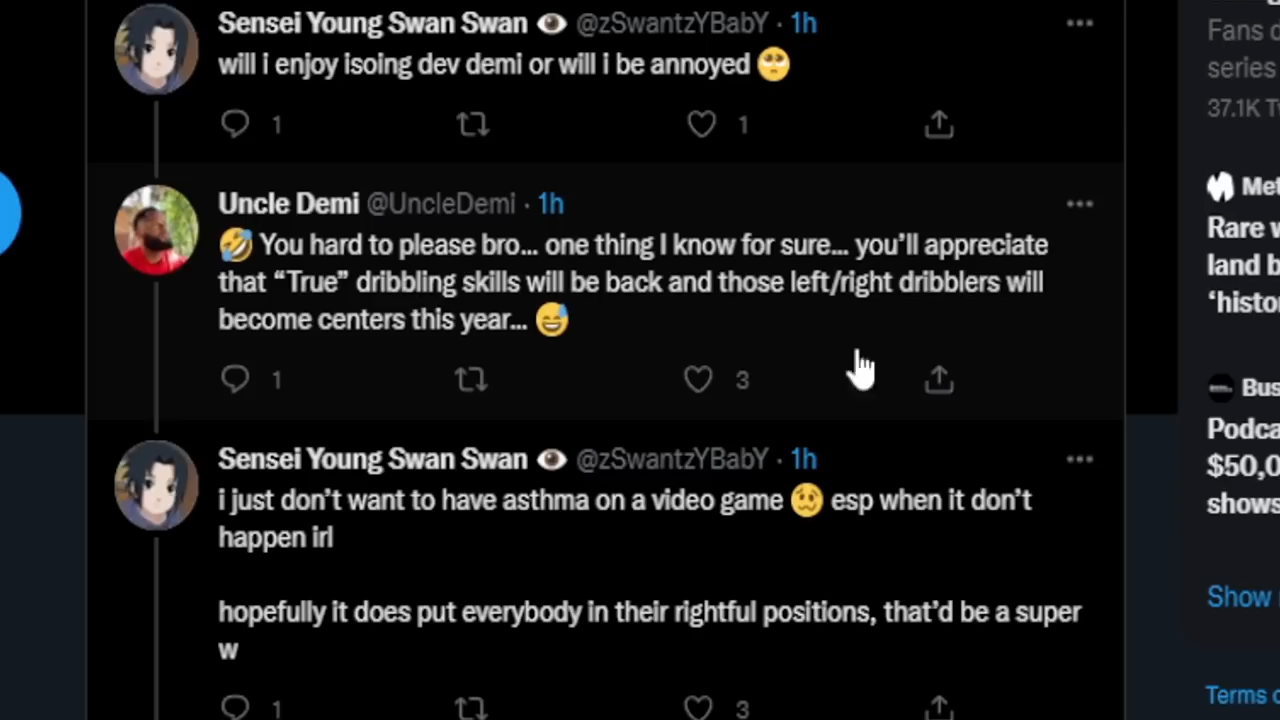 Sensei Young Swan Swan 👁 @zSwantzYBabY · 1h
will i enjoy isoing dev demi or will i be annoyed 🥺
1 1
Uncle Demi @UncleDemi · 1h
🤣 You hard to please bro... one thing I know for sure... you'll appreciate
that “True” dribbling skills will be back and those left/right dribblers will
become centers this year... 😅
1 3
Sensei Young Swan Swan 👁 @zSwantzYBabY · 1h
i just don't want to have asthma on a video game 🥴 esp when it don't
happen irl
hopefully it does put everybody in their rightful positions, that'd be a super
w
1 3
Fans
series
37.1K
Met
Rare
land b
‘histor
Bus
Podca
$50,0
shows
Show
Terms